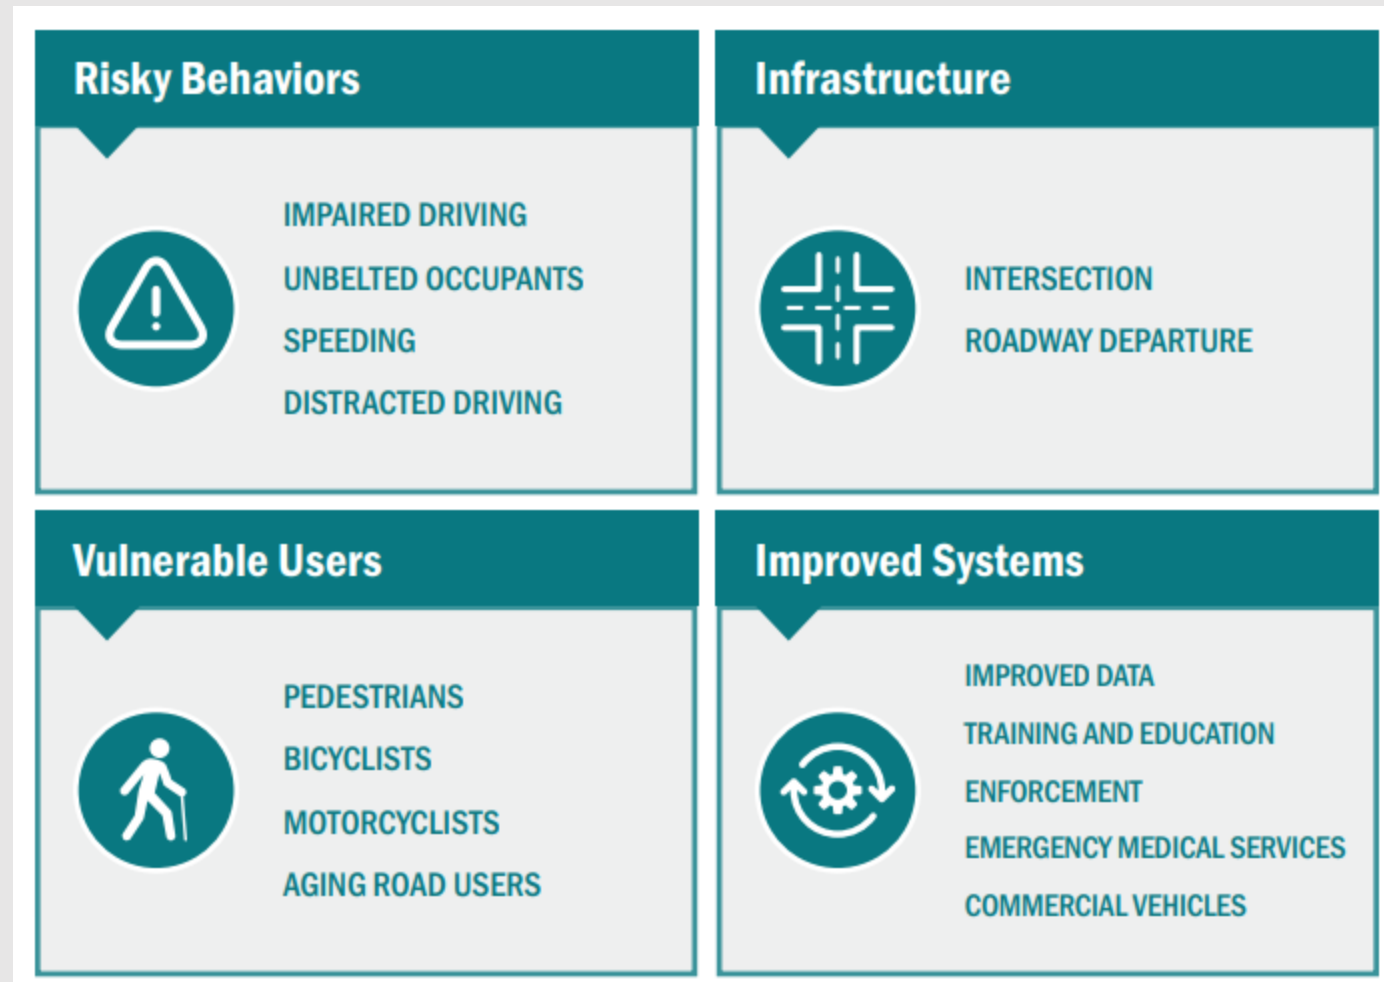 Risky Behaviors
IMPAIRED DRIVING
UNBELTED OCCUPANTS
SPEEDING
DISTRACTED DRIVING
Infrastructure
INTERSECTION
ROADWAY DEPARTURE
Vulnerable Users
PEDESTRIANS
BICYCLISTS
MOTORCYCLISTS
AGING ROAD USERS
Improved Systems
IMPROVED DATA
TRAINING AND EDUCATION
ENFORCEMENT
EMERGENCY MEDICAL SERVICES
COMMERCIAL VEHICLES